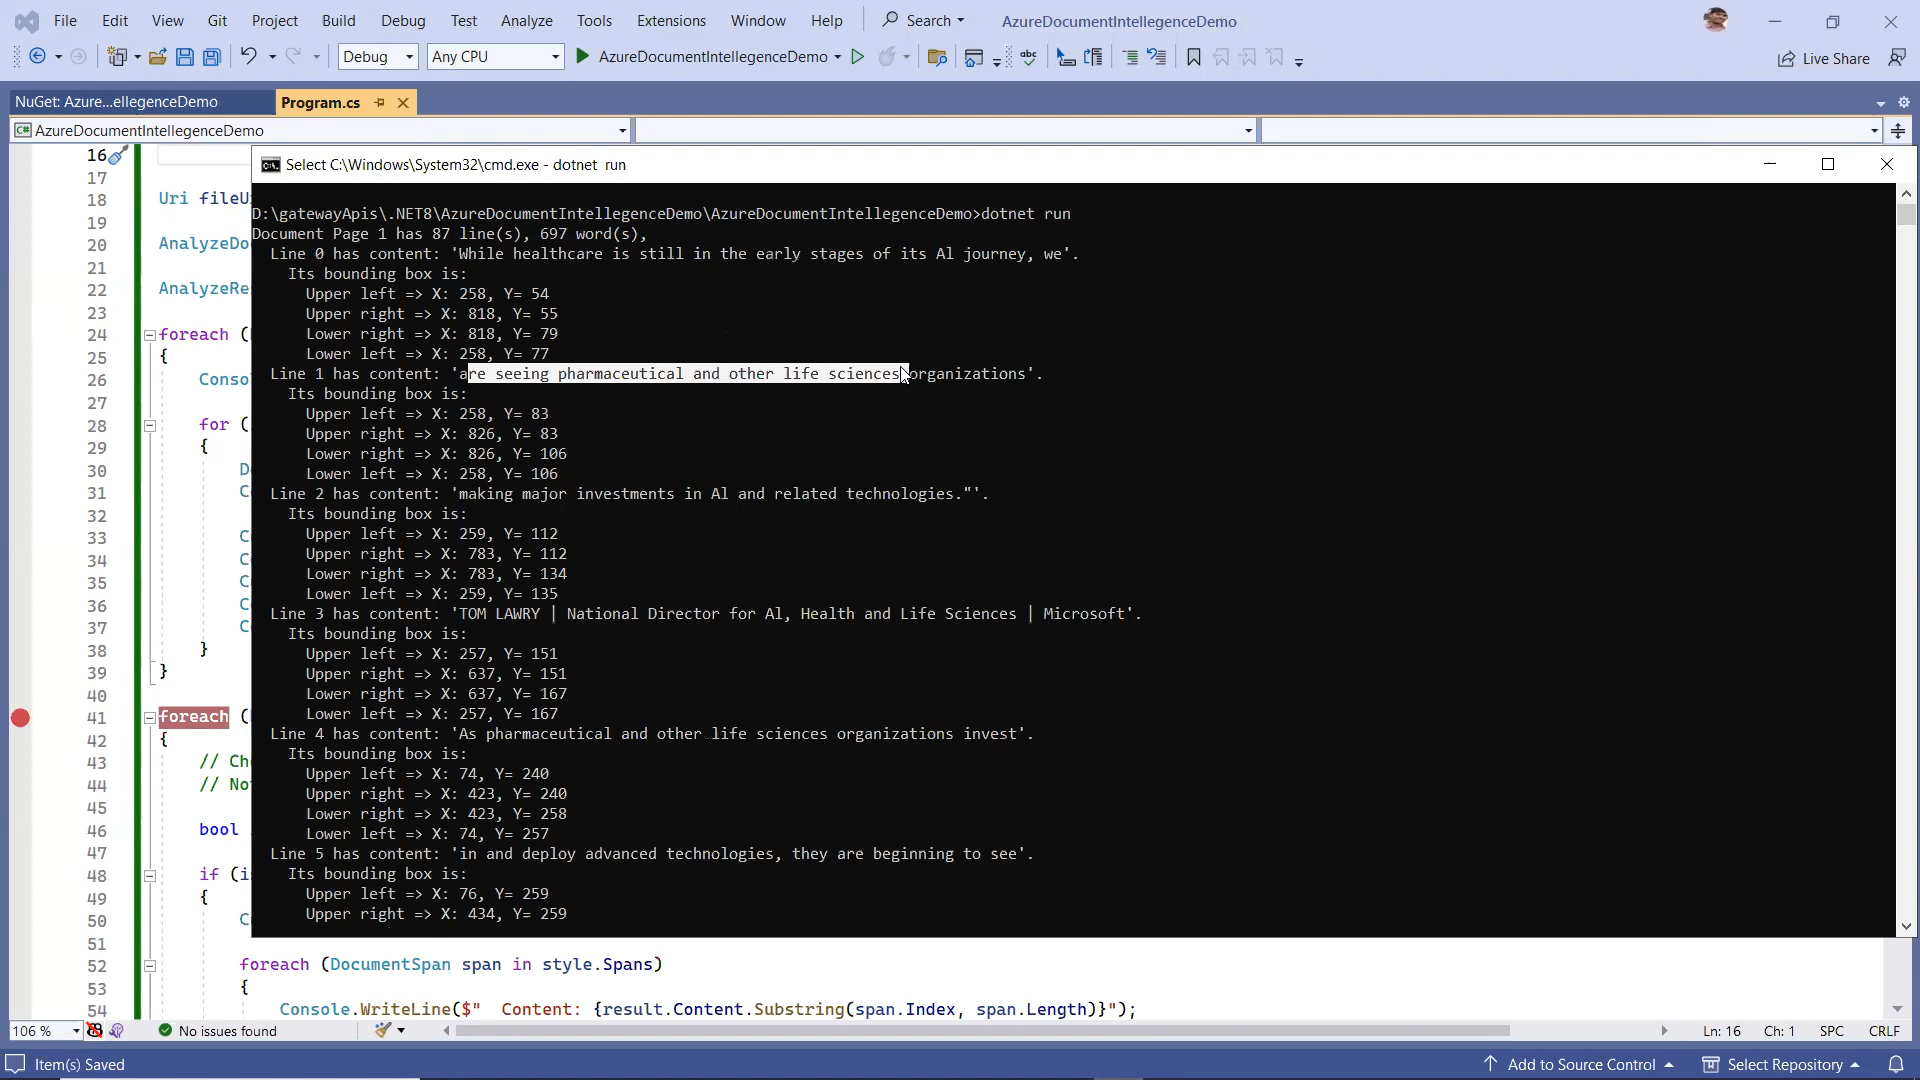 File Edit View Git Project Build Debug Test Analyze Tools Extensions Window Help Search AzureDocumentIntellegenceDemo
Debug Any CPU AzureDocumentIntellegenceDemo Live Share
NuGet: Azure...ellegenceDemo Program.cs
AzureDocumentIntellegenceDemo
16
Select C:\Windows\System32\cmd.exe - dotnet run
17
18 Uri fileU
19
D:\gatewayApis\.NET8\AzureDocumentIntellegenceDemo\AzureDocumentIntellegenceDemo>dotnet run
Document Page 1 has 87 line(s), 697 word(s),
20 AnalyzeDo
Line 0 has content: 'While healthcare is still in the early stages of its Al journey, we'.
21
Its bounding box is:
22 AnalyzeRe
Upper left => X: 258, Y= 54
23
Upper right => X: 818, Y= 55
24 foreach (
Lower right => X: 818, Y= 79
25 {
Lower left => X: 258, Y= 77
26 Conso
Line 1 has content: 'are seeing pharmaceutical and other life sciences organizations'.
27
Its bounding box is:
Upper left => X: 258, Y= 83
28 for (
Upper right => X: 826, Y= 83
29 {
Lower right => X: 826, Y= 106
30 D
Lower left => X: 258, Y= 106
31 C
Line 2 has content: 'making major investments in Al and related technologies."'.
32
Its bounding box is:
33 C
Upper left => X: 259, Y= 112
34 C
Upper right => X: 783, Y= 112
35 C
Lower right => X: 783, Y= 134
36 C
Lower left => X: 259, Y= 135
37 C
Line 3 has content: 'TOM LAWRY | National Director for Al, Health and Life Sciences | Microsoft'.
Its bounding box is:
38 }
Upper left => X: 257, Y= 151
39 }
Upper right => X: 637, Y= 151
40
Lower right => X: 637, Y= 167
41 foreach (
Lower left => X: 257, Y= 167
42 {
Line 4 has content: 'As pharmaceutical and other life sciences organizations invest'.
43 // Ch
Its bounding box is:
44 // No
Upper left => X: 74, Y= 240
45
Upper right => X: 423, Y= 240
46 bool
Lower right => X: 423, Y= 258
Lower left => X: 74, Y= 257
47
Line 5 has content: 'in and deploy advanced technologies, they are beginning to see'.
48 if (i
Its bounding box is:
49 {
Upper left => X: 76, Y= 259
50 C
Upper right => X: 434, Y= 259
51
52 foreach (DocumentSpan span in style.Spans)
53 {
54 Console.WriteLine($" Content: {result.Content.Substring(span.Index, span.Length)}");
106 % No issues found Ln: 16 Ch: 1 SPC CRLF
Item(s) Saved Add to Source Control Select Repository